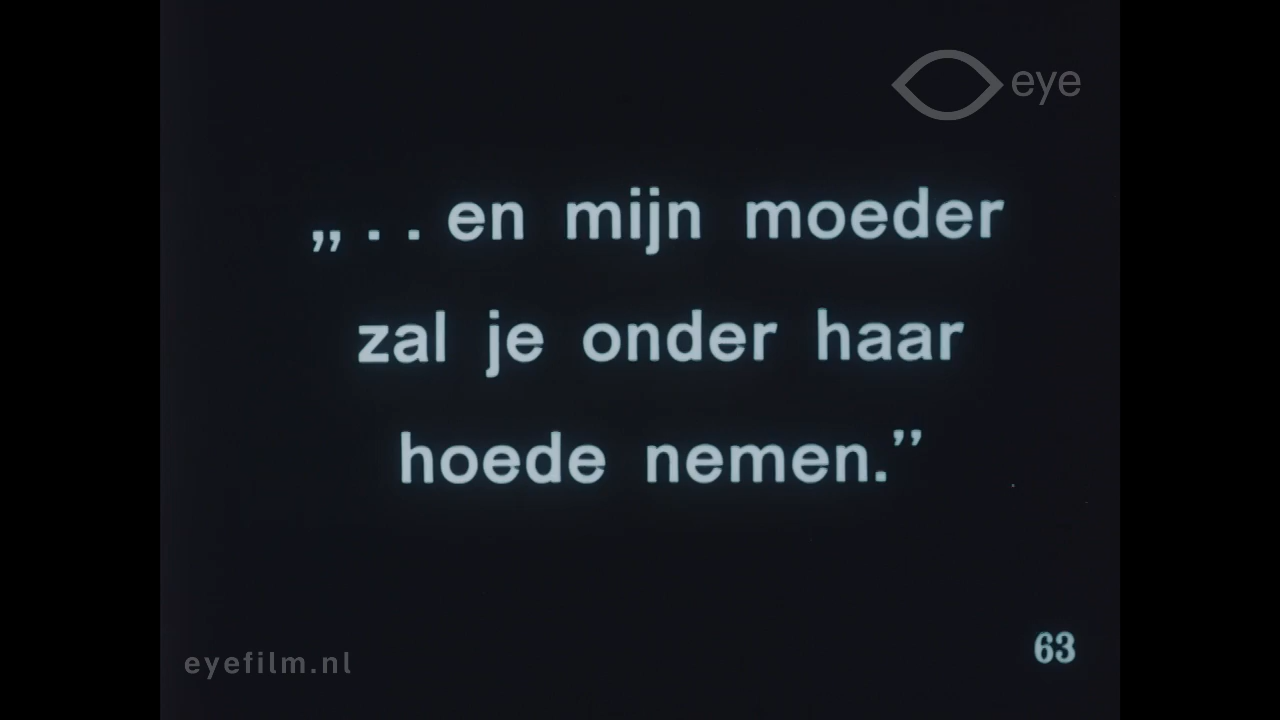 eye
„. . en mijn moeder
zal je onder haar
hoede nemen.”
63
eyefilm.nl